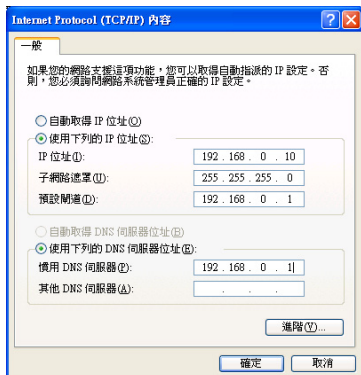 Internet Protocol (TCP/IP) 內容
一般
如果您的網路支援這項功能，您可以取得自動指派的 IP 設定。否
則，您必須詢問網路系統管理員正確的 IP 設定。
自動取得 IP 位址(O)
使用下列的 IP 位址(S):
IP 位址(I): 192 . 168 . 0 . 10
子網路遮罩(U): 255 . 255 . 255 . 0
預設閘道(D): 192 . 168 . 0 . 1
自動取得 DNS 伺服器位址(B)
使用下列的 DNS 伺服器位址(E):
慣用 DNS 伺服器(P): 192 . 168 . 0 . 1
其他 DNS 伺服器(A): . . .
進階(V)...
確定 取消